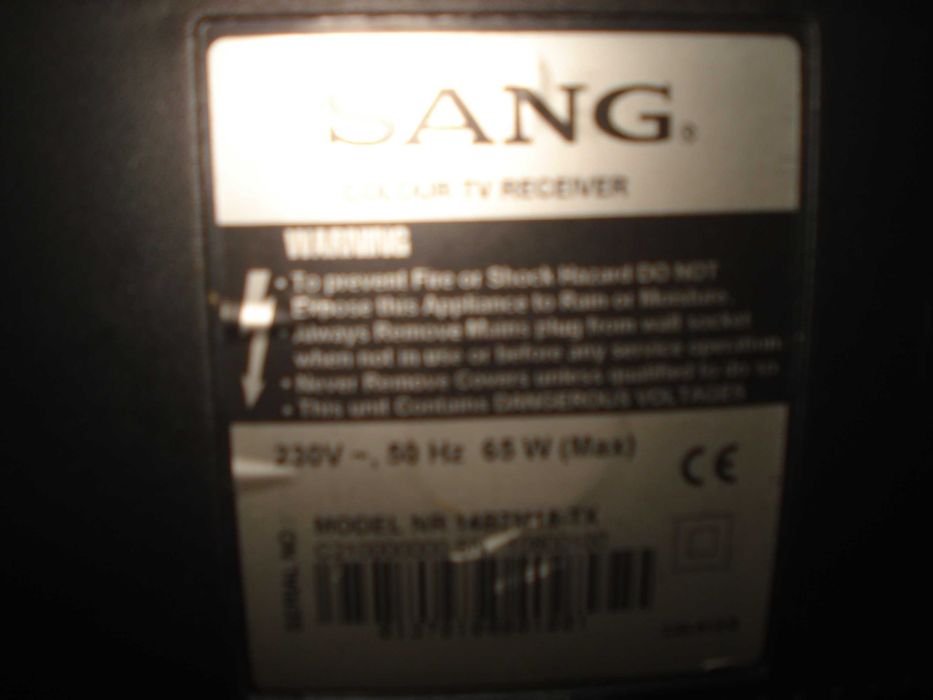 SANG®
COLOUR TV RECEIVER
WARNING
• To prevent Fire or Shock Hazard DO NOT
Expose this Appliance to Rain or Moisture.
• Always Remove Mains plug from wall socket
when not in use or before any service operation
• Never Remove Covers unless qualified to do so
• This unit Contains DANGEROUS VOLTAGES
230V ~, 50 Hz 65 W (Max)
CE
MODEL NR
SERIAL NO